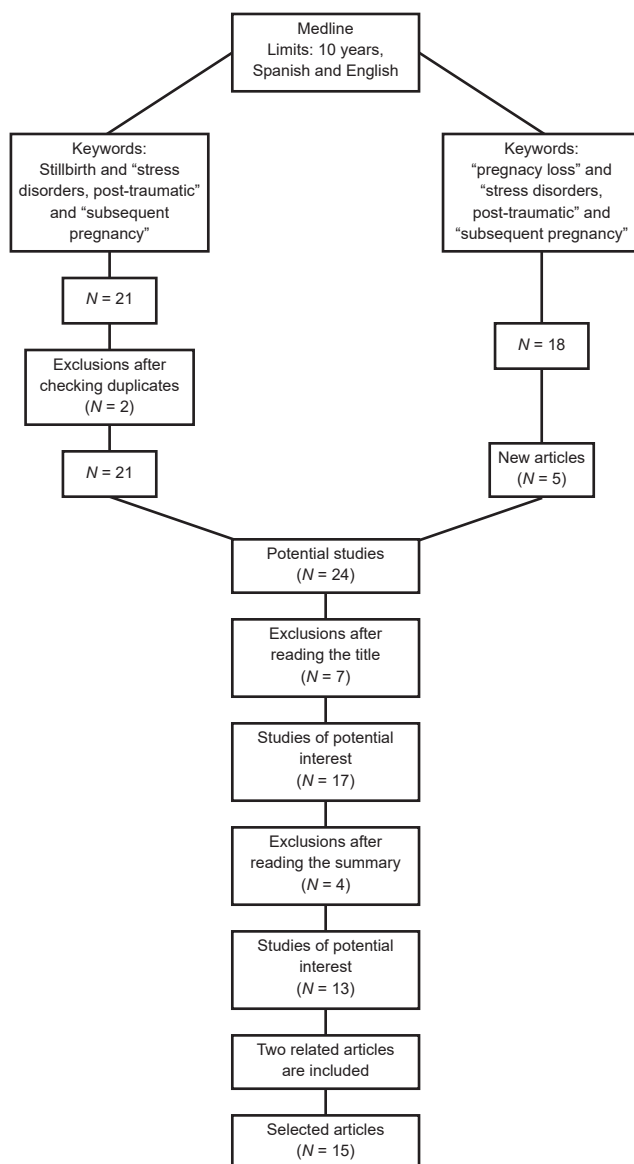 Medline
Limits: 10 years,
Spanish and English
Keywords:
Stillbirth and “stress
disorders, post-traumatic”
and “subsequent
pregnancy”
N = 21
Exclusions after
checking duplicates
(N = 2)
N = 21
Keywords:
“pregnacy loss” and
“stress disorders,
post-traumatic” and
“subsequent pregnancy”
N = 18
New articles
(N = 5)
Potential studies
(N = 24)
Exclusions after
reading the title
(N = 7)
Studies of potential
interest
(N = 17)
Exclusions after
reading the summary
(N = 4)
Studies of potential
interest
(N = 13)
Two related articles
are included
Selected articles
(N = 15)